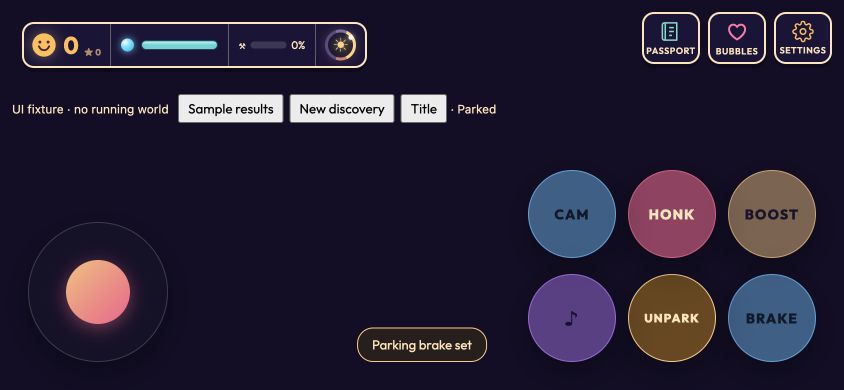 0 ★ 0 0%
PASSPORT BUBBLES SETTINGS
UI fixture · no running world Sample results New discovery Title · Parked
CAM HONK BOOST
♪ UNPARK BRAKE
Parking brake set